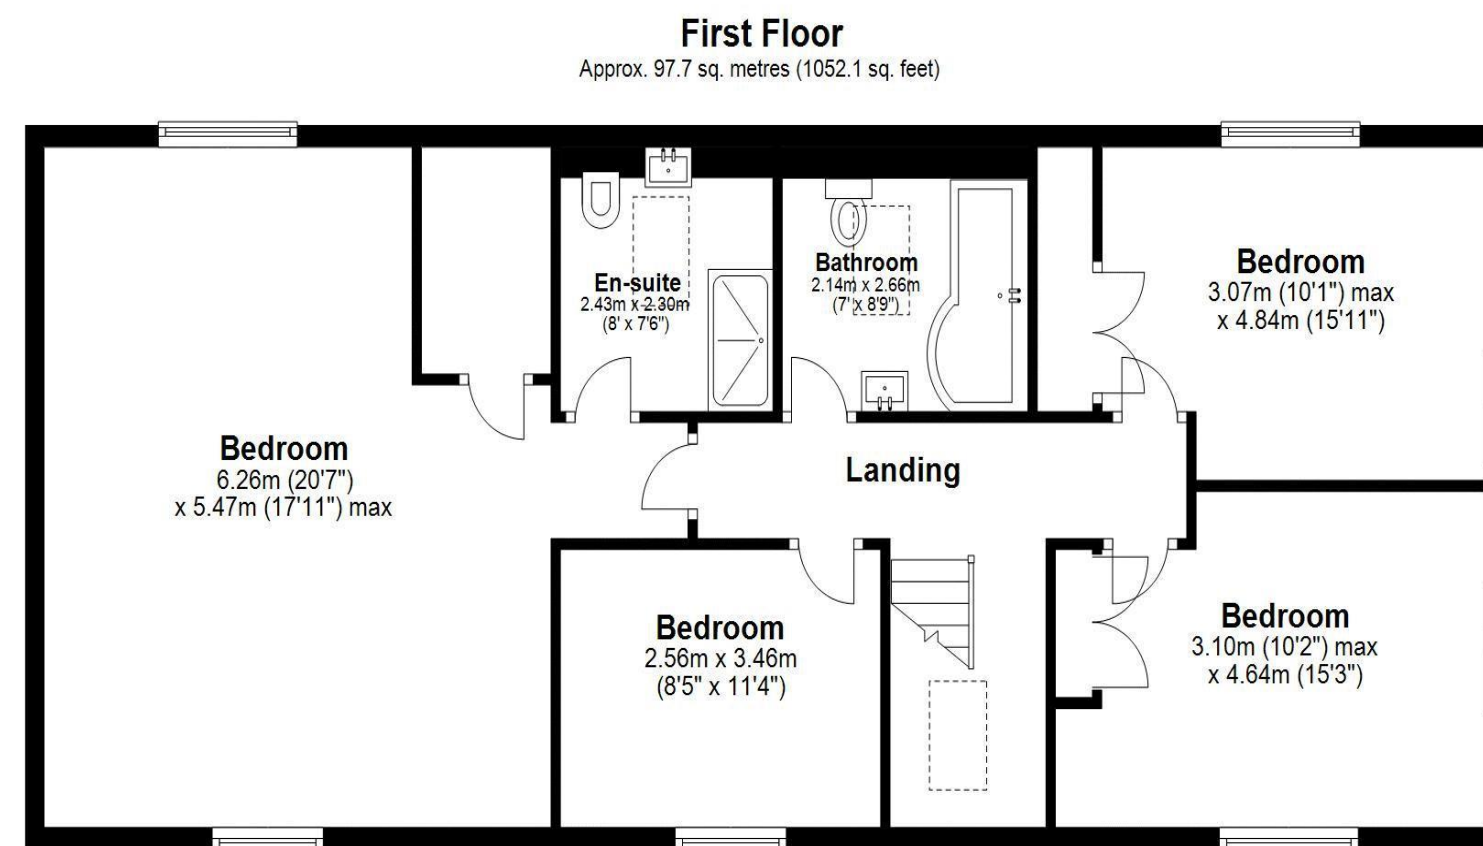 First Floor
Approx. 97.7 sq. metres (1052.1 sq. feet)
En-suite
2.43m x 2.30m
(8' x 7'6")
Bathroom
2.14m x 2.66m
(7' x 8'9")
Bedroom
3.07m (10'1") max
x 4.84m (15'11")
Bedroom
6.26m (20'7")
x 5.47m (17'11") max
Landing
Bedroom
2.56m x 3.46m
(8'5" x 11'4")
Bedroom
3.10m (10'2") max
x 4.64m (15'3")